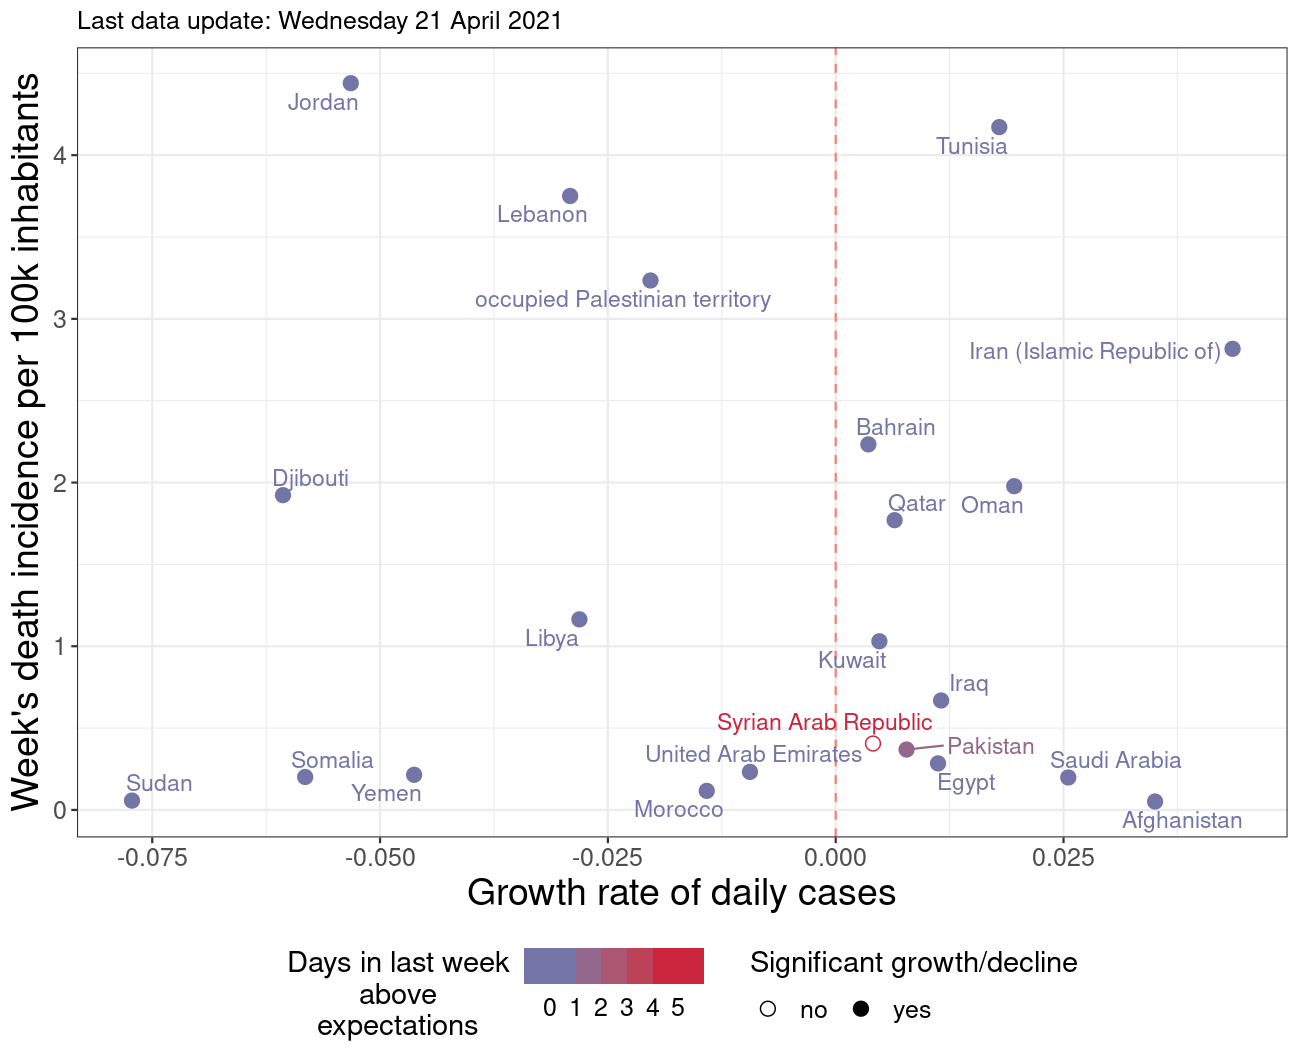 Last data update: Wednesday 21 April 2021
Week's death incidence per 100k inhabitants
4
3
2
1
0
Jordan
Tunisia
Lebanon
occupied Palestinian territory
Iran (Islamic Republic of)
Bahrain
Djibouti
Qatar
Oman
Libya
Kuwait
Iraq
Syrian Arab Republic
Pakistan
United Arab Emirates
Somalia
Saudi Arabia
Sudan
Yemen
Egypt
Morocco
Afghanistan
-0.075
-0.050
-0.025
0.000
0.025
Growth rate of daily cases
Days in last week
above
expectations
0 1 2 3 4 5
Significant growth/decline
no
yes